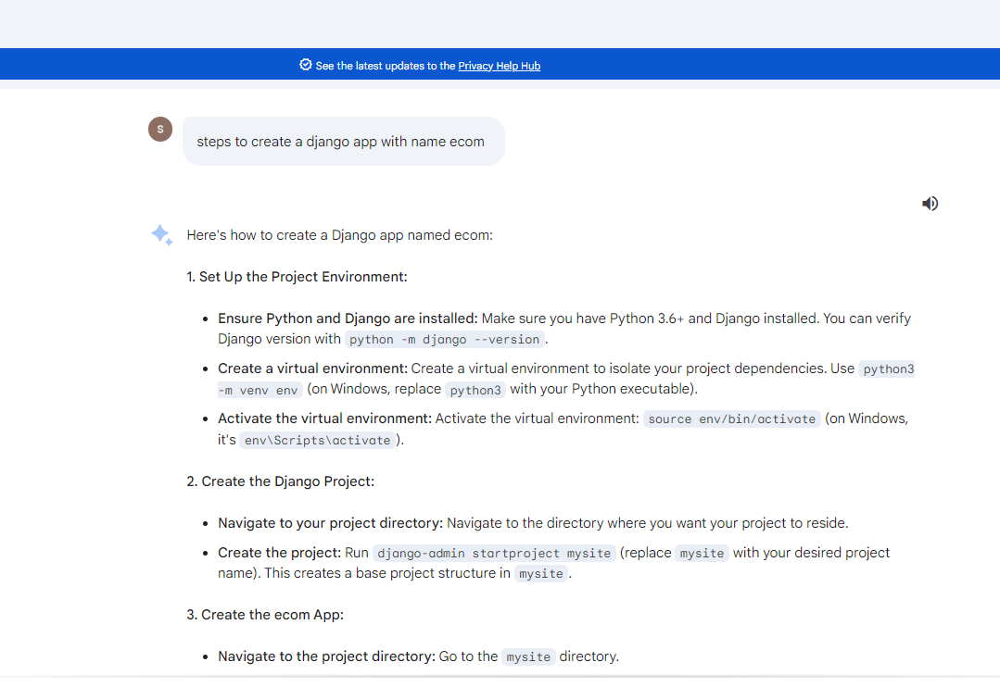 See the latest updates to the Privacy Help Hub
S
steps to create a django app with name ecom
Here's how to create a Django app named ecom:
1. Set Up the Project Environment:
• Ensure Python and Django are installed: Make sure you have Python 3.6+ and Django installed. You can verify
Django version with python -m django --version .
• Create a virtual environment: Create a virtual environment to isolate your project dependencies. Use python3
-m venv env (on Windows, replace python3 with your Python executable).
• Activate the virtual environment: Activate the virtual environment: source env/bin/activate (on Windows,
it's env\Scripts\activate ).
2. Create the Django Project:
• Navigate to your project directory: Navigate to the directory where you want your project to reside.
• Create the project: Run django-admin startproject mysite (replace mysite with your desired project
name). This creates a base project structure in mysite .
3. Create the ecom App:
• Navigate to the project directory: Go to the mysite directory.